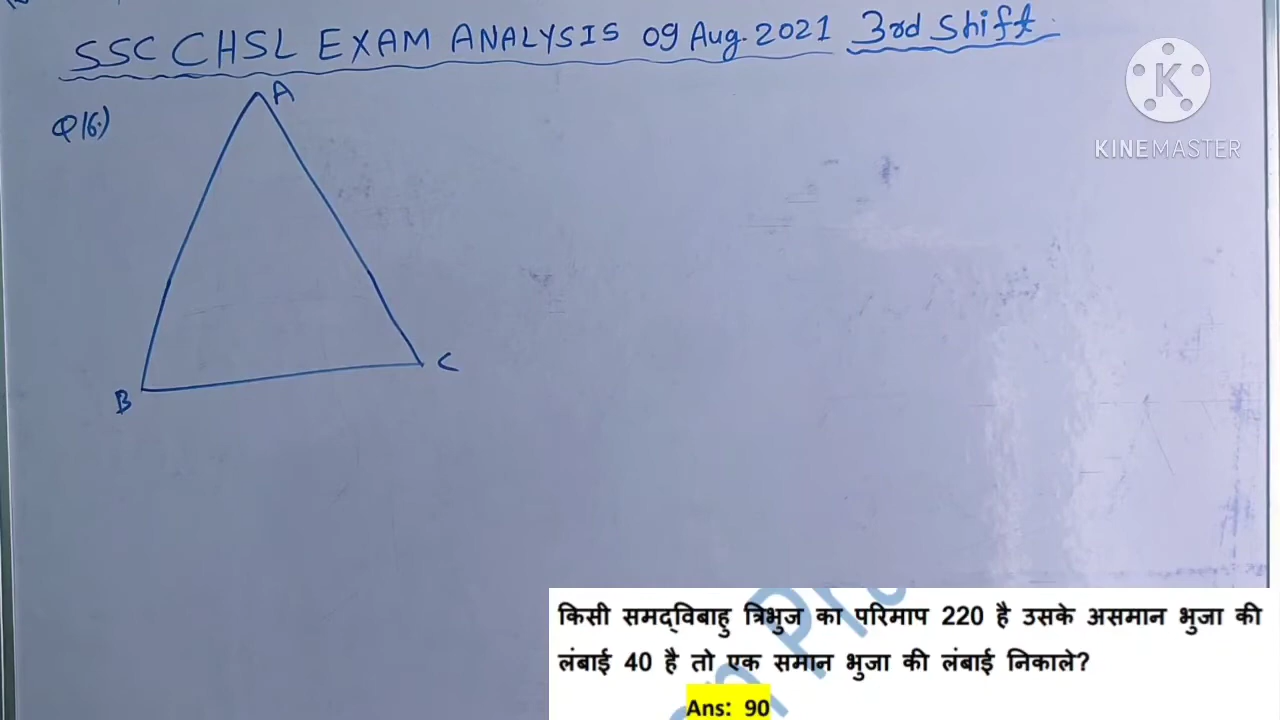 SSC CHSL EXAM ANALYSIS 09 Aug. 2021 3rd Shift
K
KINEMASTER
Q16.)
A
B
C
किसी समद्विबाहु त्रिभुज का परिमाप 220 है उसके असमान भुजा की
लंबाई 40 है तो एक समान भुजा की लंबाई निकाले?
Ans: 90